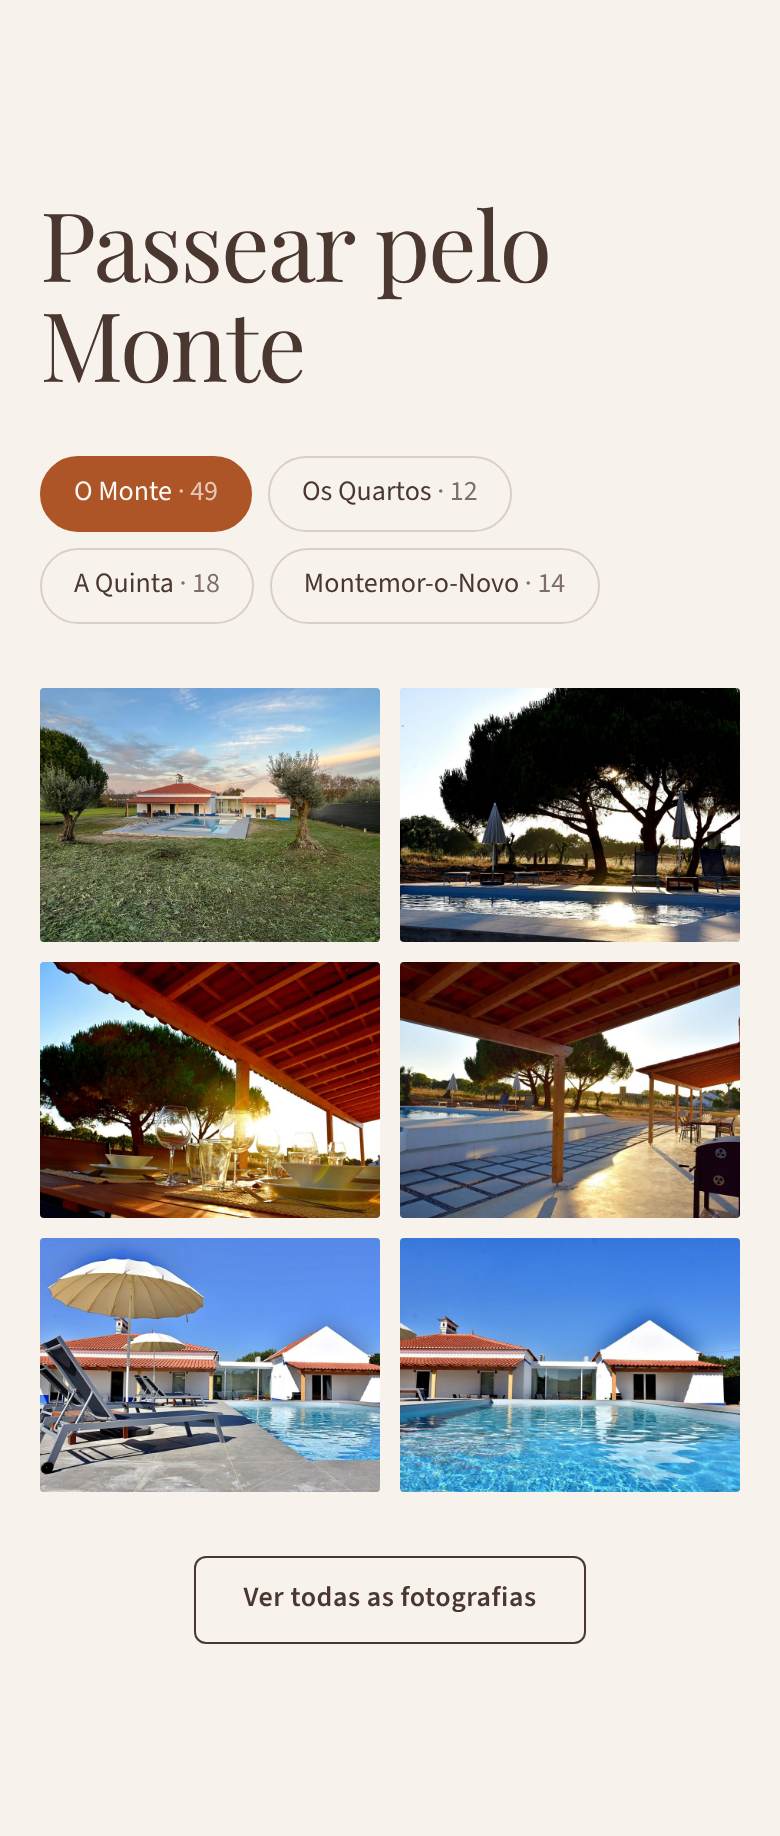 Passear pelo
Monte
O Monte · 49
Os Quartos · 12
A Quinta · 18
Montemor-o-Novo · 14
Ver todas as fotografias